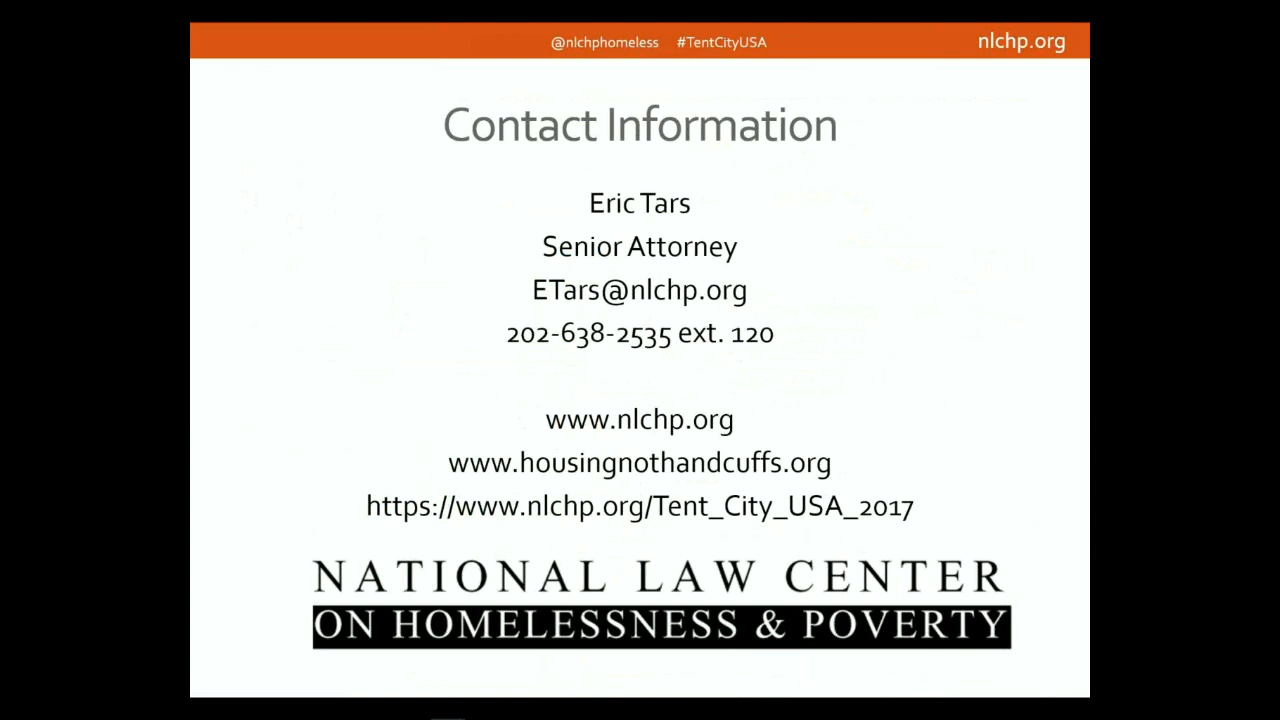 @nlchphomeless #TentCityUSA nlchp.org
Contact Information
Eric Tars
Senior Attorney
ETars@nlchp.org
202-638-2535 ext. 120
www.nlchp.org
www.housingnothandcuffs.org
https://www.nlchp.org/Tent_City_USA_2017
NATIONAL LAW CENTER
ON HOMELESSNESS & POVERTY